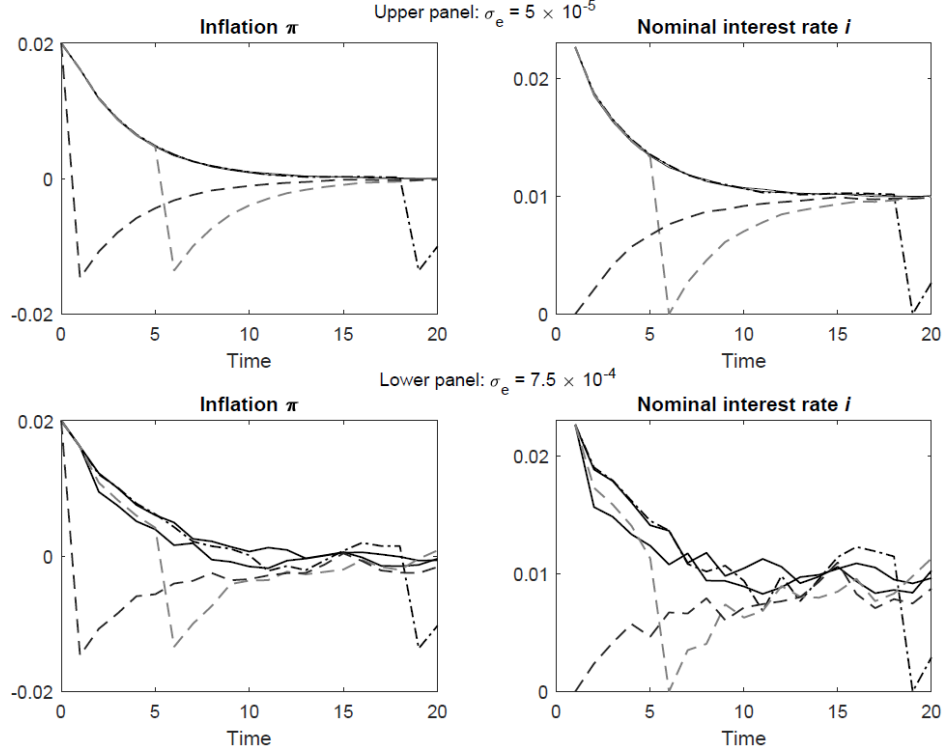 Upper panel: σe = 5 × 10-5
Inflation π
Nominal interest rate i
0.02
0
-0.02
0 5 10 15 20
Time
0.02
0.01
0
0 5 10 15 20
Time
Lower panel: σe = 7.5 × 10-4
Inflation π
Nominal interest rate i
0.02
0
-0.02
0 5 10 15 20
Time
0.02
0.01
0
0 5 10 15 20
Time